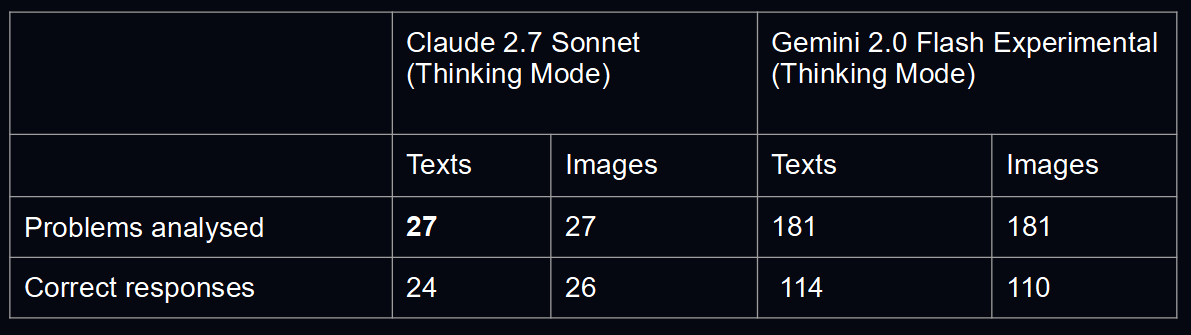 Claude 2.7 Sonnet
(Thinking Mode)
Gemini 2.0 Flash Experimental
(Thinking Mode)
Texts
Images
Texts
Images
Problems analysed
27
27
181
181
Correct responses
24
26
114
110